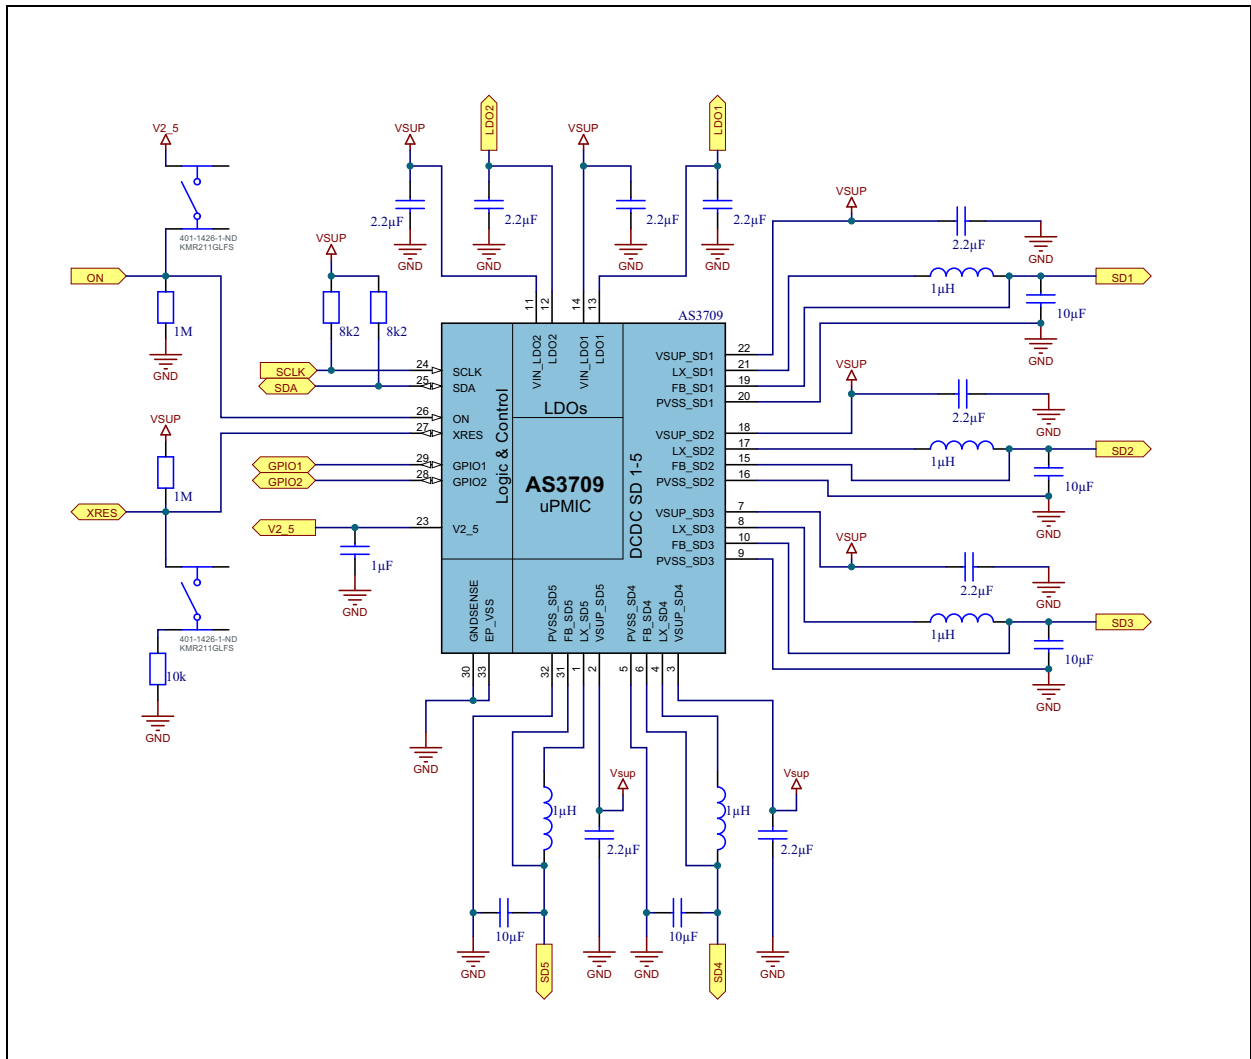 LDO2
LDO1
V2_5
VSUP
VSUP
2.2µF
2.2µF
2.2µF
2.2µF
GND
GND
GND
GND
401-1426-1-ND
KMR211GLFS
VSUP
ON
1M
GND
8k2
8k2
VSUP
2.2µF
GND
1µH
SD1
10µF
GND
11
12
14
13
AS3709
VIN_LDO2
LDO2
VIN_LDO1
LDO1
LDOs
SCLK
24
SCLK
SDA
25
SDA
26
ON
27
XRES
GPIO1
29
GPIO1
GPIO2
28
GPIO2
V2_5
23
V2_5
1µF
GND
Logic & Control
AS3709
uPMIC
DCDC SD 1-5
VSUP_SD1
22
LX_SD1
21
FB_SD1
19
PVSS_SD1
20
VSUP_SD2
18
LX_SD2
17
FB_SD2
15
PVSS_SD2
16
VSUP_SD3
7
LX_SD3
8
FB_SD3
10
PVSS_SD3
9
VSUP
2.2µF
GND
1µH
SD2
10µF
GND
VSUP
2.2µF
GND
1µH
SD3
10µF
GND
VSUP
1M
XRES
401-1426-1-ND
KMR211GLFS
10k
GND
GNDSENSE
EP_VSS
PVSS_SD5
FB_SD5
LX_SD5
VSUP_SD5
PVSS_SD4
FB_SD4
LX_SD4
VSUP_SD4
30
33
32
31
1
2
5
6
4
3
GND
Vsup
Vsup
1µH
2.2µF
1µH
2.2µF
10µF
10µF
GND
SD5
GND
GND
SD4
GND